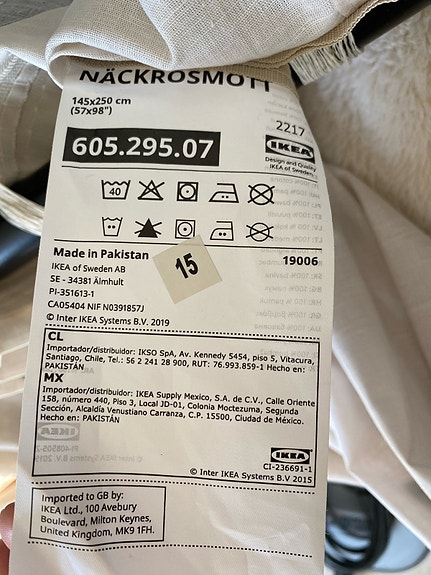 NÄCKROSMOTT
145x250 cm
(57x98")
2217
605.295.07
IKEA
Design and Quality
IKEA of Sweden
40
Made in Pakistan
19006
15
IKEA of Sweden AB
SE - 34381 Älmhult
PI-351613-1
CA05404 NIF N0391857J
© Inter IKEA Systems B.V. 2019
CL
Importador/distribuidor: IKSO SpA, Av. Kennedy 5454, piso 5, Vitacura,
Santiago, Chile, Tel.: 56 2 241 28 900, RUT: 76.993.859-1 Hecho en:
PAKISTÁN
MX
Importador/distribuidor: IKEA Supply Mexico, S.A. de C.V., Calle Oriente
158, número 440, Piso 3, Local JD-01, Colonia Moctezuma, Segunda
Sección, Alcaldía Venustiano Carranza, C.P. 15500, Ciudad de México.
Hecho en: PAKISTÁN
IKEA
CI-236691-1
© Inter IKEA Systems B.V 2015
Imported to GB by:
IKEA Ltd., 100 Avebury
Boulevard, Milton Keynes,
United Kingdom, MK9 1FH.